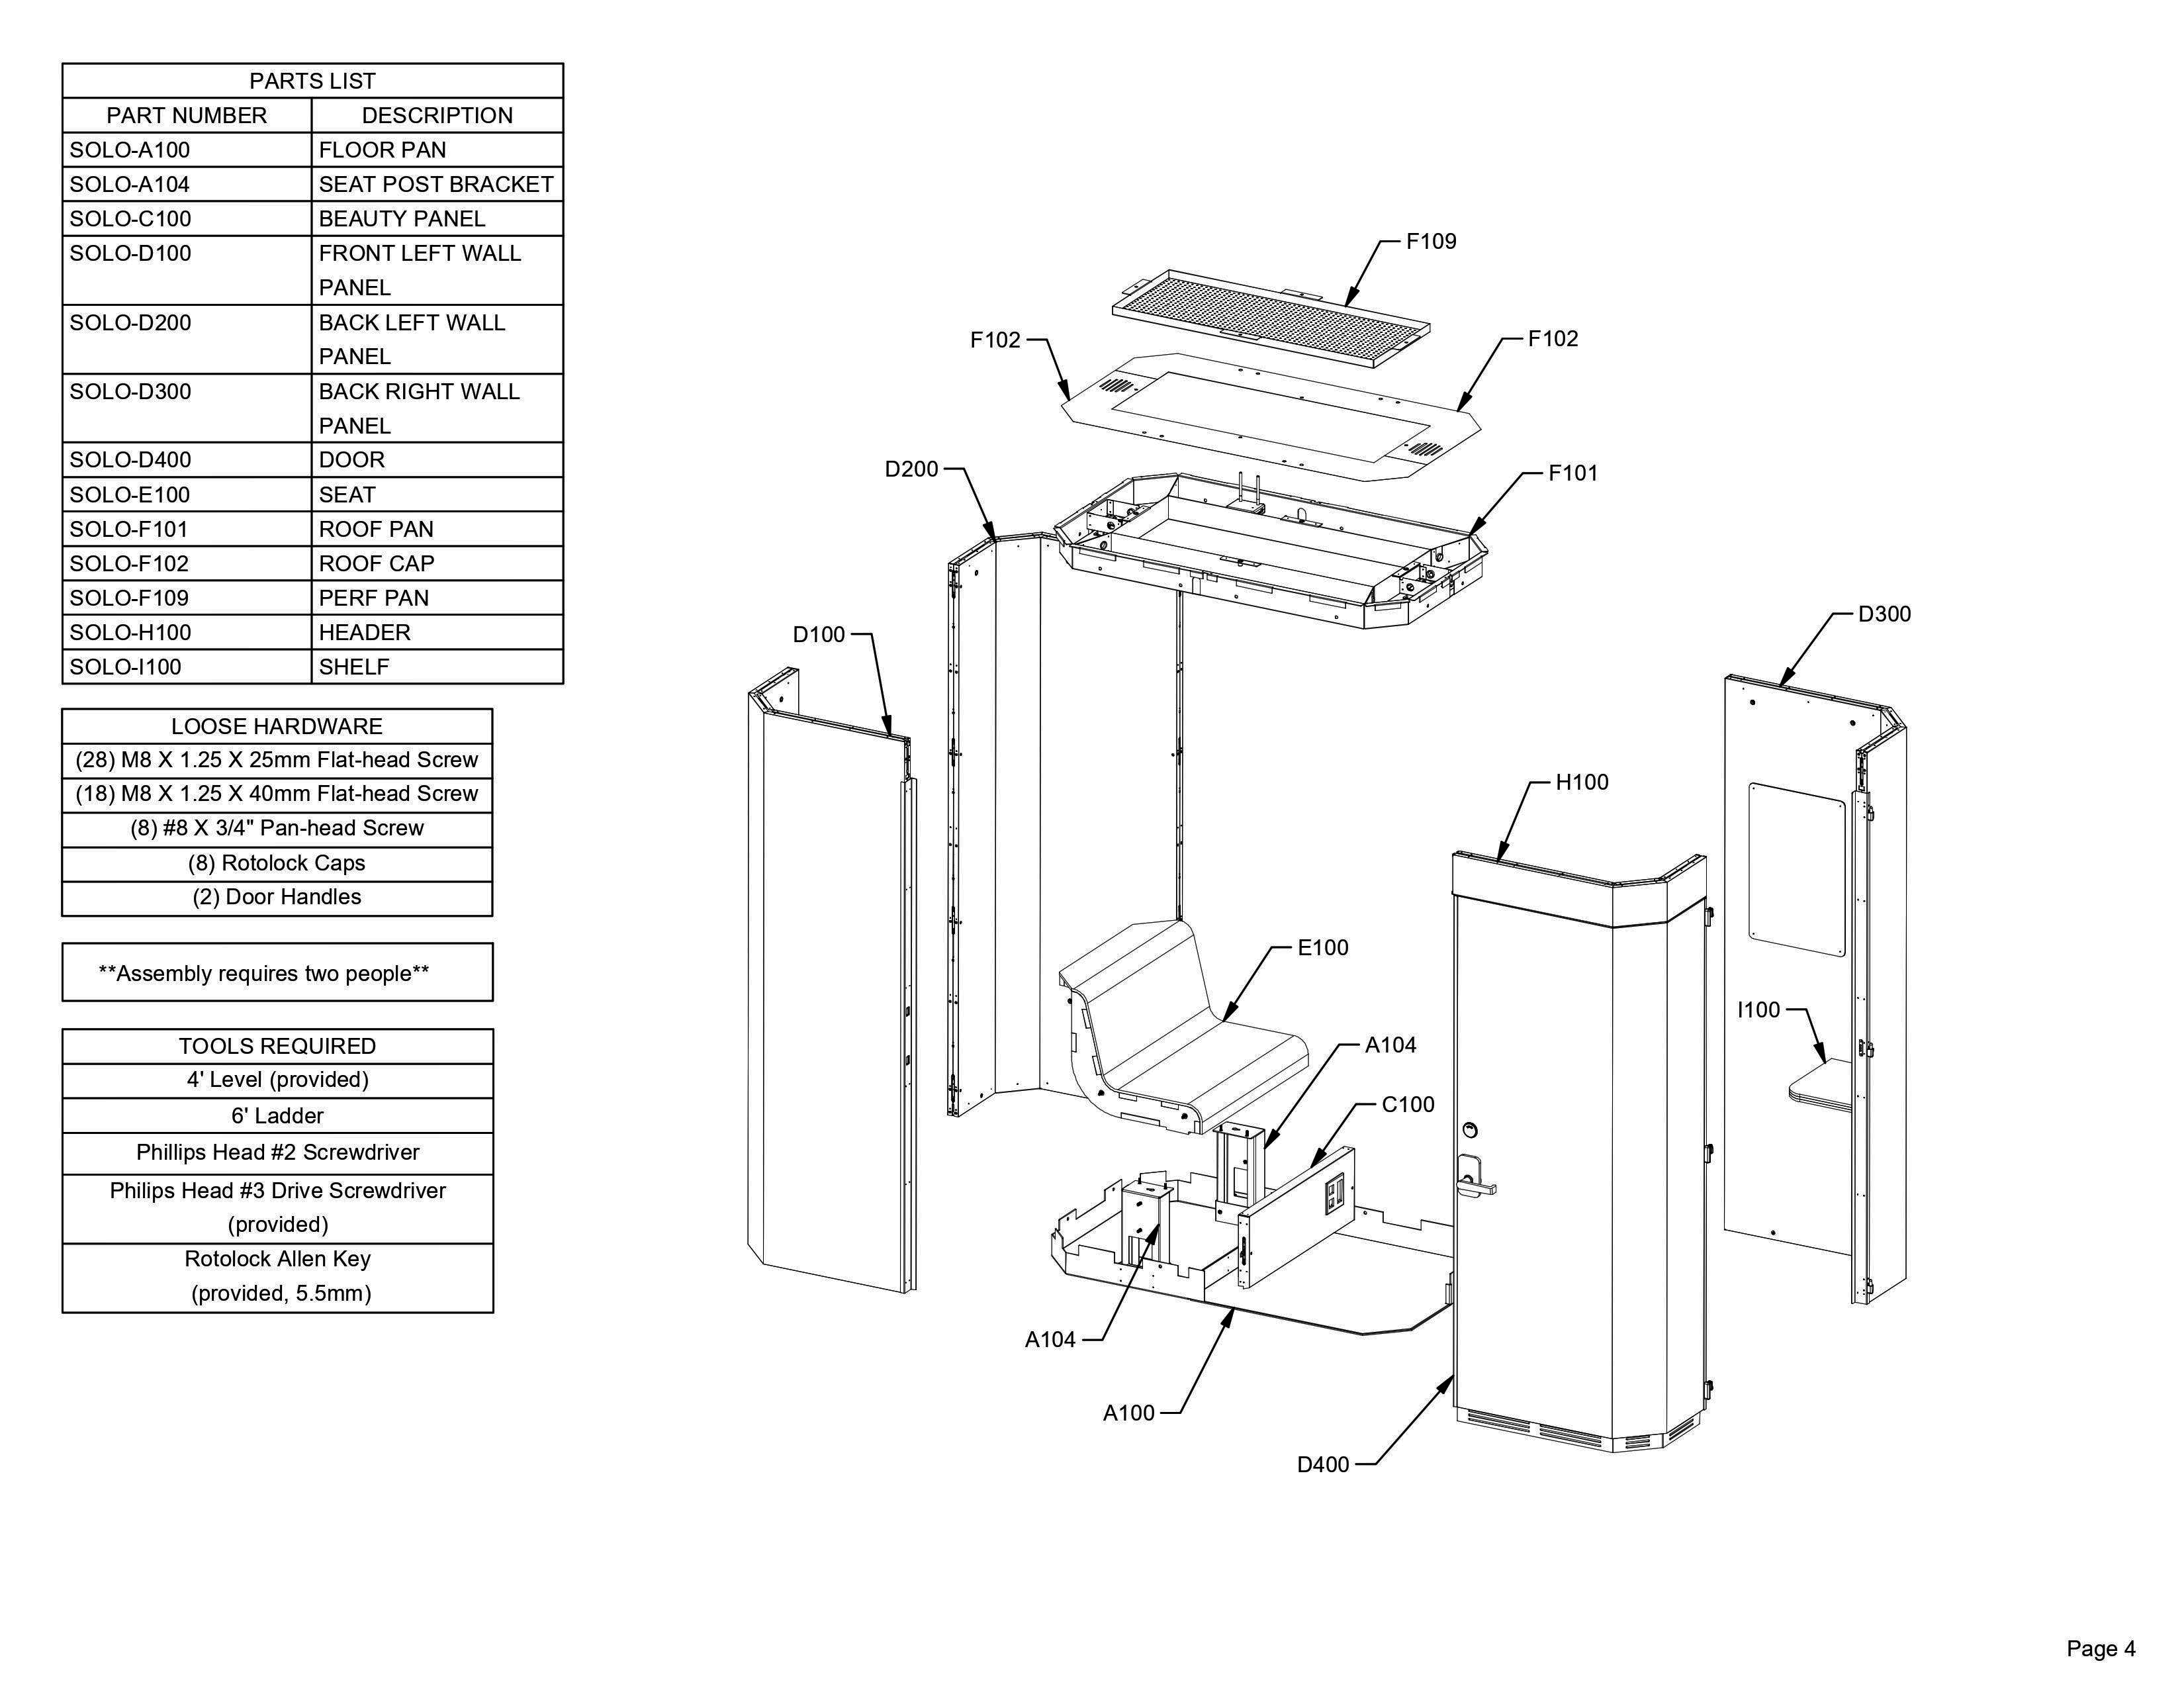 PARTS LIST
PART NUMBER DESCRIPTION
SOLO-A100 FLOOR PAN
SOLO-A104 SEAT POST BRACKET
SOLO-C100 BEAUTY PANEL
SOLO-D100 FRONT LEFT WALL
PANEL
SOLO-D200 BACK LEFT WALL
PANEL
SOLO-D300 BACK RIGHT WALL
PANEL
SOLO-D400 DOOR
SOLO-E100 SEAT
SOLO-F101 ROOF PAN
SOLO-F102 ROOF CAP
SOLO-F109 PERF PAN
SOLO-H100 HEADER
SOLO-I100 SHELF
LOOSE HARDWARE
(28) M8 X 1.25 X 25mm Flat-head Screw
(18) M8 X 1.25 X 40mm Flat-head Screw
(8) #8 X 3/4" Pan-head Screw
(8) Rotolock Caps
(2) Door Handles
**Assembly requires two people**
TOOLS REQUIRED
4' Level (provided)
6' Ladder
Phillips Head #2 Screwdriver
Philips Head #3 Drive Screwdriver
(provided)
Rotolock Allen Key
(provided, 5.5mm)
F109
F102
F102
D200
F101
D100
D300
H100
E100
I100
A104
C100
A104
A100
D400
Page 4